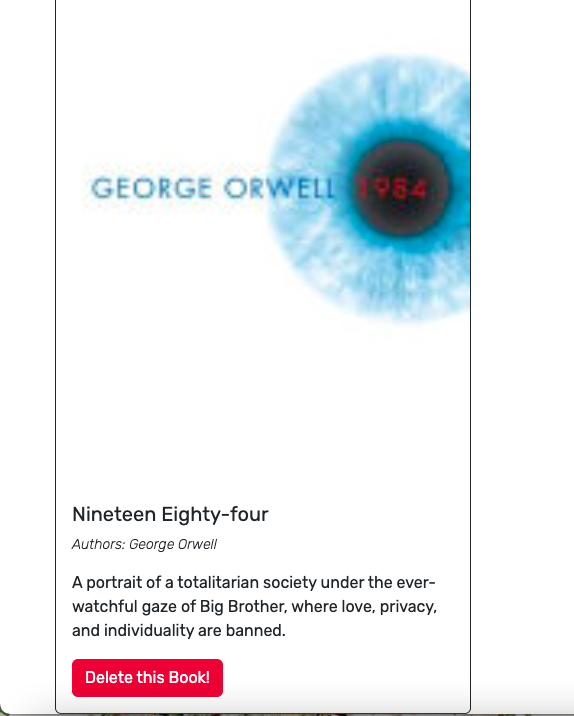 GEORGE ORWELL 1984
Nineteen Eighty-four
Authors: George Orwell
A portrait of a totalitarian society under the ever-
watchful gaze of Big Brother, where love, privacy,
and individuality are banned.
Delete this Book!